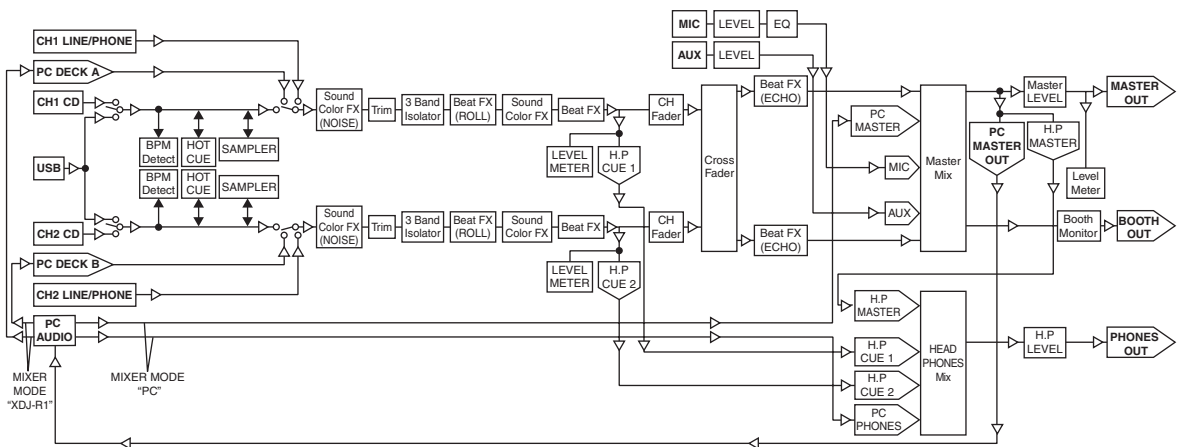 CH1 LINE/PHONE
PC DECK A
CH1 CD
USB
CH2 CD
PC DECK B
CH2 LINE/PHONE
PC
AUDIO
MIXER
MODE
“XDJ-R1”
MIXER MODE
“PC”
BPM
Detect
HOT
CUE
SAMPLER
BPM
Detect
HOT
CUE
SAMPLER
Sound
Color FX
(NOISE)
Trim
3 Band
Isolator
Beat FX
(ROLL)
Sound
Color FX
Beat FX
LEVEL
METER
H.P
CUE 1
CH
Fader
Sound
Color FX
(NOISE)
Trim
3 Band
Isolator
Beat FX
(ROLL)
Sound
Color FX
Beat FX
LEVEL
METER
H.P
CUE 2
CH
Fader
Cross
Fader
MIC
LEVEL
EQ
AUX
LEVEL
Beat FX
(ECHO)
Beat FX
(ECHO)
PC
MASTER
MIC
AUX
Master
Mix
Master
LEVEL
MASTER
OUT
PC
MASTER
OUT
H.P
MASTER
Level
Meter
Booth
Monitor
BOOTH
OUT
H.P
MASTER
H.P
CUE 1
H.P
CUE 2
PC
PHONES
HEAD
PHONES
Mix
H.P
LEVEL
PHONES
OUT